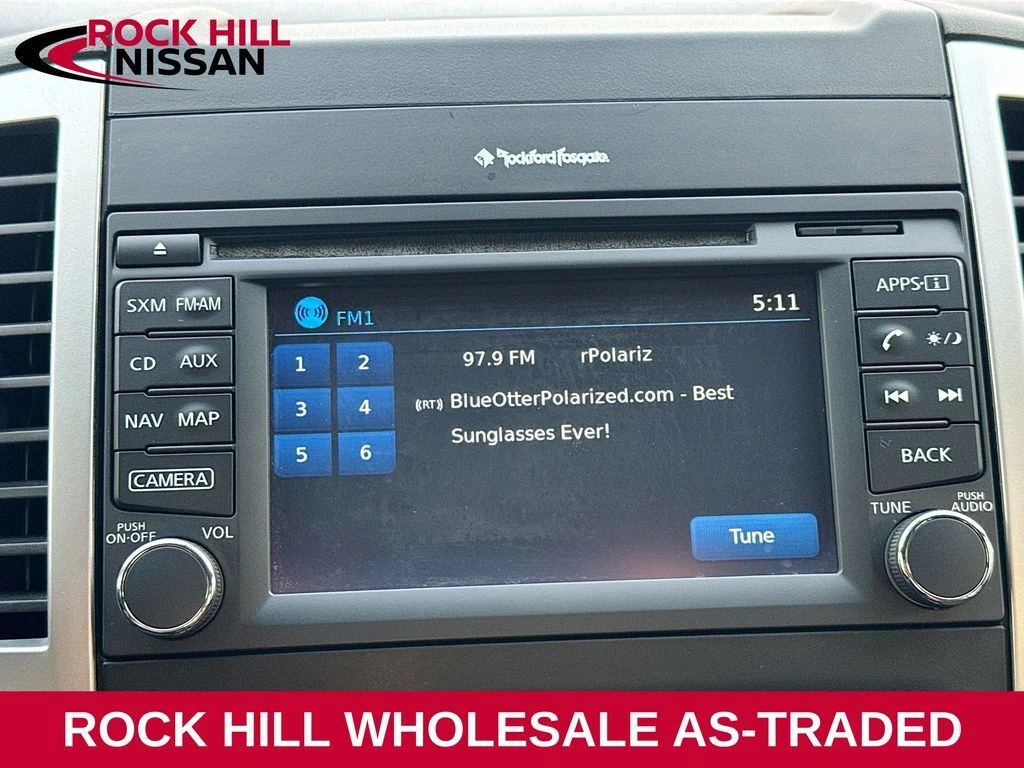 ROCK HILL
NISSAN
Rockford Fosgate
SXM FM·AM
CD AUX
NAV MAP
CAMERA
PUSH
ON·OFF
VOL
FM1
5:11
1 2
3 4
5 6
97.9 FM rPolariz
((RT)) BlueOtterPolarized.com - Best
Sunglasses Ever!
Tune
APPS·i
BACK
TUNE
PUSH
AUDIO
ROCK HILL WHOLESALE AS-TRADED